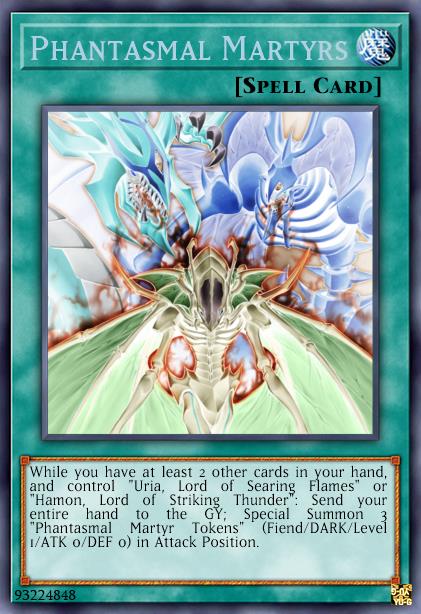 Phantasmal Martyrs 魔
[Spell Card]
While you have at least 2 other cards in your hand,
and control "Uria, Lord of Searing Flames" or
"Hamon, Lord of Striking Thunder": Send your
entire hand to the GY; Special Summon 3
"Phantasmal Martyr Tokens" (Fiend/DARK/Level
1/ATK 0/DEF 0) in Attack Position.
93224848